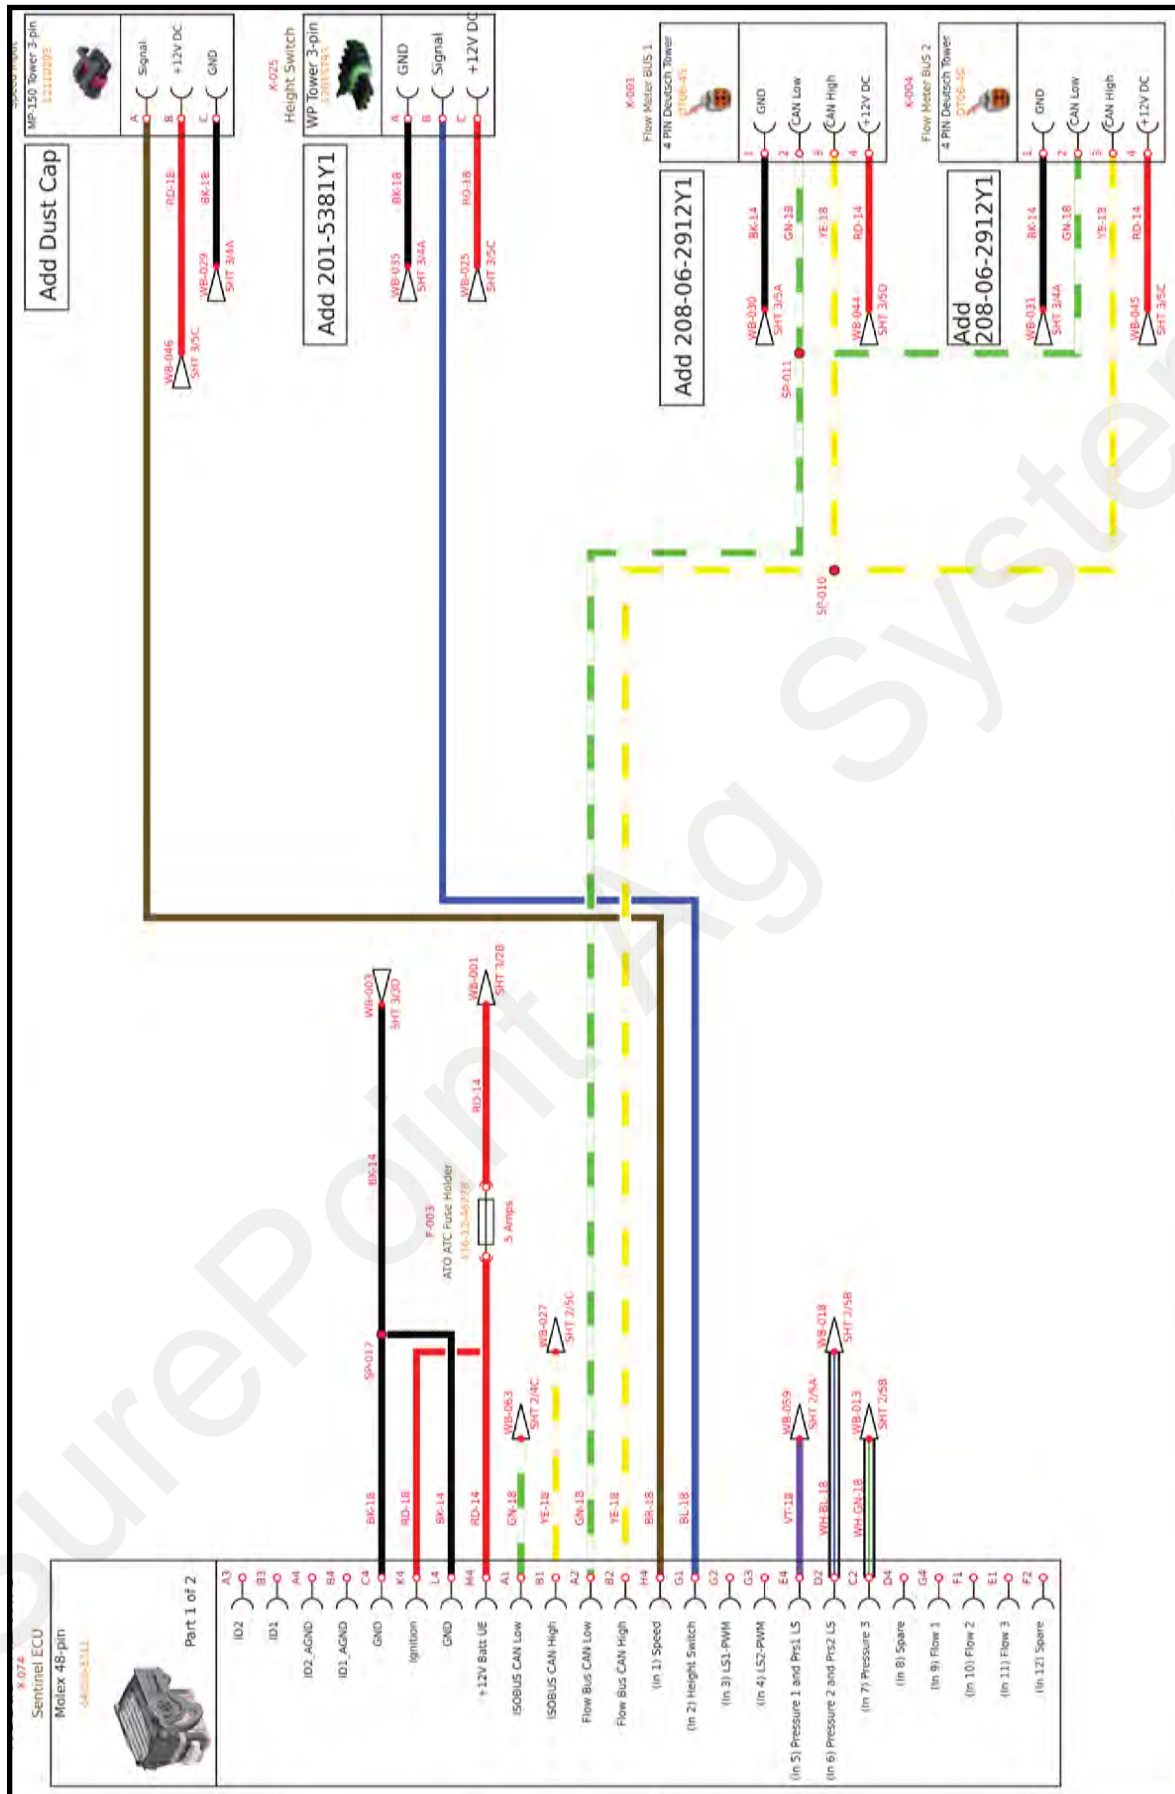 MP-150 Tower 3-pin
12110293
Signal
+12V DC
GND
A
B
C
RD-18
BK-18
WB-046
SHT 3/5C
WB-029
SHT 3/4A
Add Dust Cap
X-025
Height Switch
WP Tower 3-pin
12015793
GND
Signal
+12V DC
A
B
C
BK-18
RD-18
WB-035
SHT 3/4A
WB-025
SHT 3/5C
Add 201-5381Y1
X-001
Flow Meter BUS 1
4 PIN Deutsch Tower
DT06-4S
GND
CAN Low
CAN High
+12V DC
1
2
3
4
BK-14
GN-18
YE-18
RD-14
WB-030
SHT 3/5A
WB-044
SHT 3/5D
Add 208-06-2912Y1
SP-011
X-004
Flow Meter BUS 2
4 PIN Deutsch Tower
DT06-4S
GND
CAN Low
CAN High
+12V DC
1
2
3
4
BK-14
GN-18
YE-18
RD-14
WB-031
SHT 3/4A
WB-045
SHT 3/5C
Add
208-06-2912Y1
SP-010
WB-003
SHT 3/3D
BK-14
WB-001
SHT 3/2B
RD-14
F-003
ATO ATC Fuse Holder
5 Amps
SP-017
WB-063
SHT 2/4C
WB-027
SHT 2/5C
WB-059
SHT 2/5A
WB-018
SHT 2/5B
WB-013
SHT 2/5B
BK-18
RD-18
BK-14
RD-14
GN-18
YE-18
GN-18
YE-18
BR-18
BL-18
VT-18
WH-BL-18
WH-GN-18
X-074
Sentinel ECU
Molex 48-pin
Part 1 of 2
A3
ID2
B3
ID1
A4
ID2_AGND
B4
ID1_AGND
C4
GND
K4
Ignition
L4
GND
M4
+12V Batt UE
A1
ISOBUS CAN Low
B1
ISOBUS CAN High
A2
Flow Bus CAN Low
B2
Flow Bus CAN High
H4
(In 1) Speed
G1
(In 2) Height Switch
G2
(In 3) LS1-PWM
G3
(In 4) LS2-PWM
E4
(In 5) Pressure 1 and Prs1 LS
D2
(In 6) Pressure 2 and Prs2 LS
C2
(In 7) Pressure 3
D4
(In 8) Spare
G4
(In 9) Flow 1
F1
(In 10) Flow 2
E1
(In 11) Flow 3
F2
(In 12) Spare
SurePoint Ag System